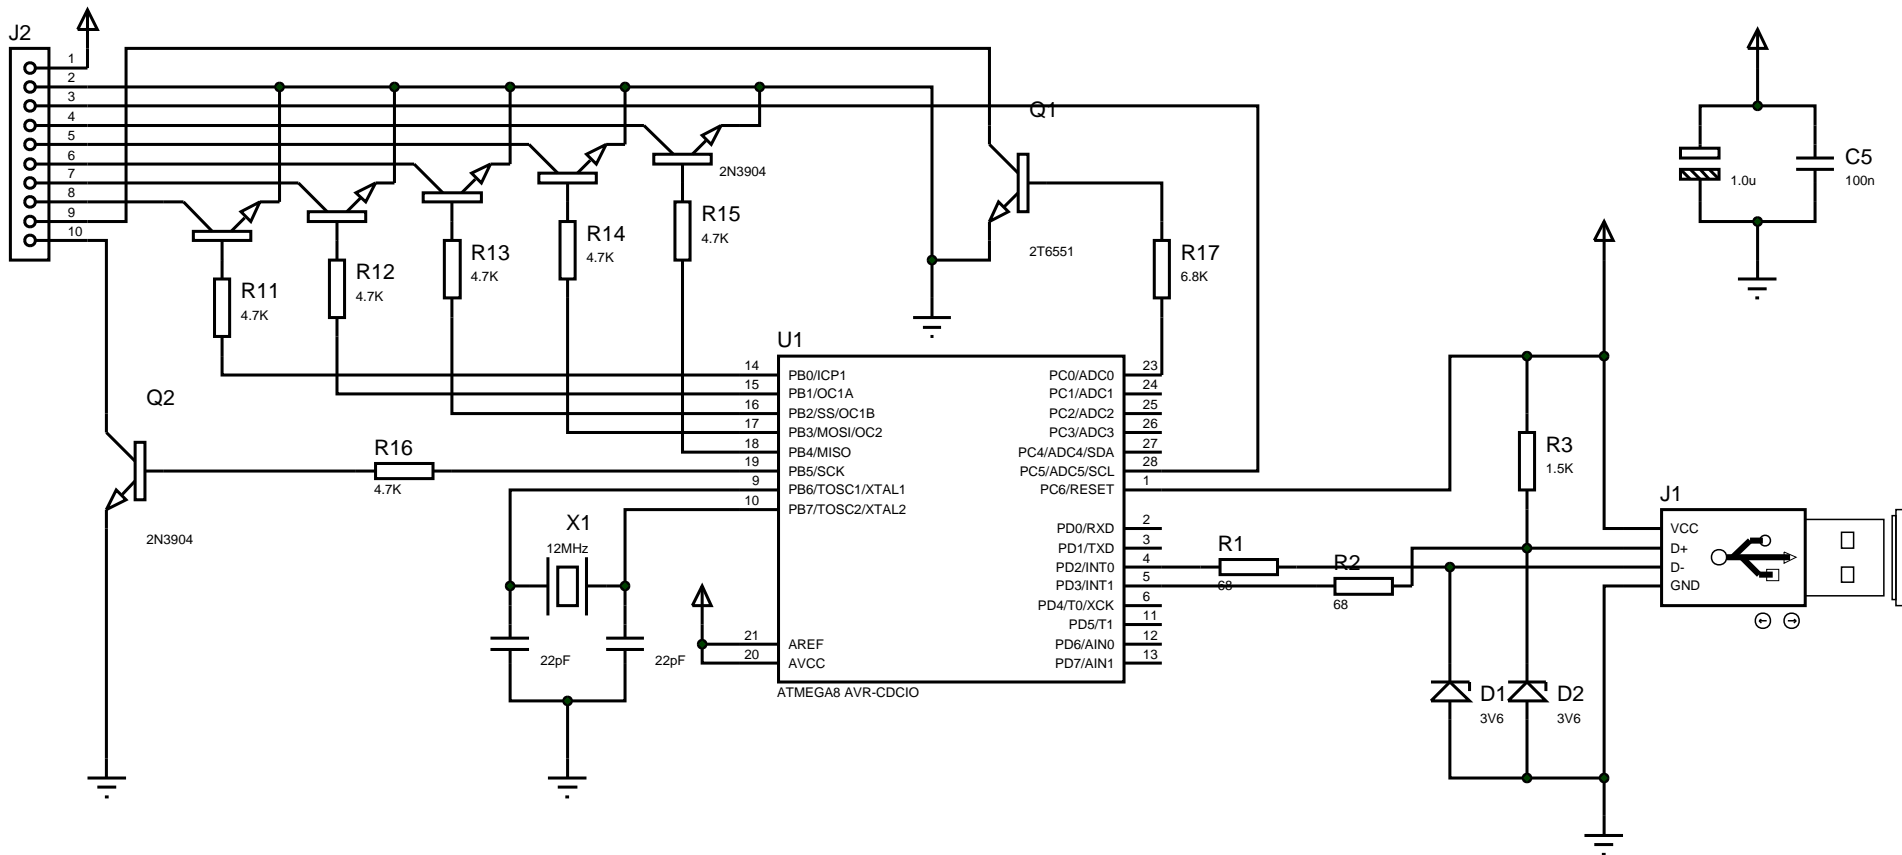 J2
1
2
3
4
5
6
7
8
9
10
Q1
2N3904
2T6551
C5
1.0u
100n
R15
4.7K
R14
4.7K
R13
4.7K
R12
4.7K
R11
4.7K
R17
6.8K
U1
14 PB0/ICP1 PC0/ADC0 23
15 PB1/OC1A PC1/ADC1 24
16 PB2/SS/OC1B PC2/ADC2 25
17 PB3/MOSI/OC2 PC3/ADC3 26
18 PB4/MISO PC4/ADC4/SDA 27
19 PB5/SCK PC5/ADC5/SCL 28
9 PB6/TOSC1/XTAL1 PC6/RESET 1
10 PB7/TOSC2/XTAL2
PD0/RXD 2
PD1/TXD 3
PD2/INT0 4
PD3/INT1 5
PD4/T0/XCK 6
PD5/T1 11
21 AREF PD6/AIN0 12
20 AVCC PD7/AIN1 13
ATMEGA8 AVR-CDCIO
Q2
2N3904
R16
4.7K
X1
12MHz
22pF
22pF
R1
68
R2
68
R3
1.5K
J1
VCC
D+
D-
GND
D1
3V6
D2
3V6